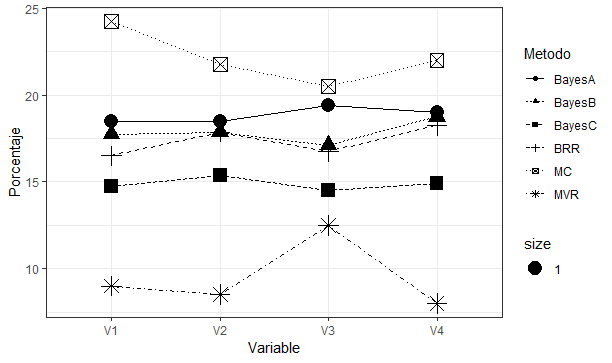 25
20
15
10
Porcentaje
V1 V2 V3 V4
Variable
Metodo
BayesA
BayesB
BayesC
BRR
MC
MVR
size
1